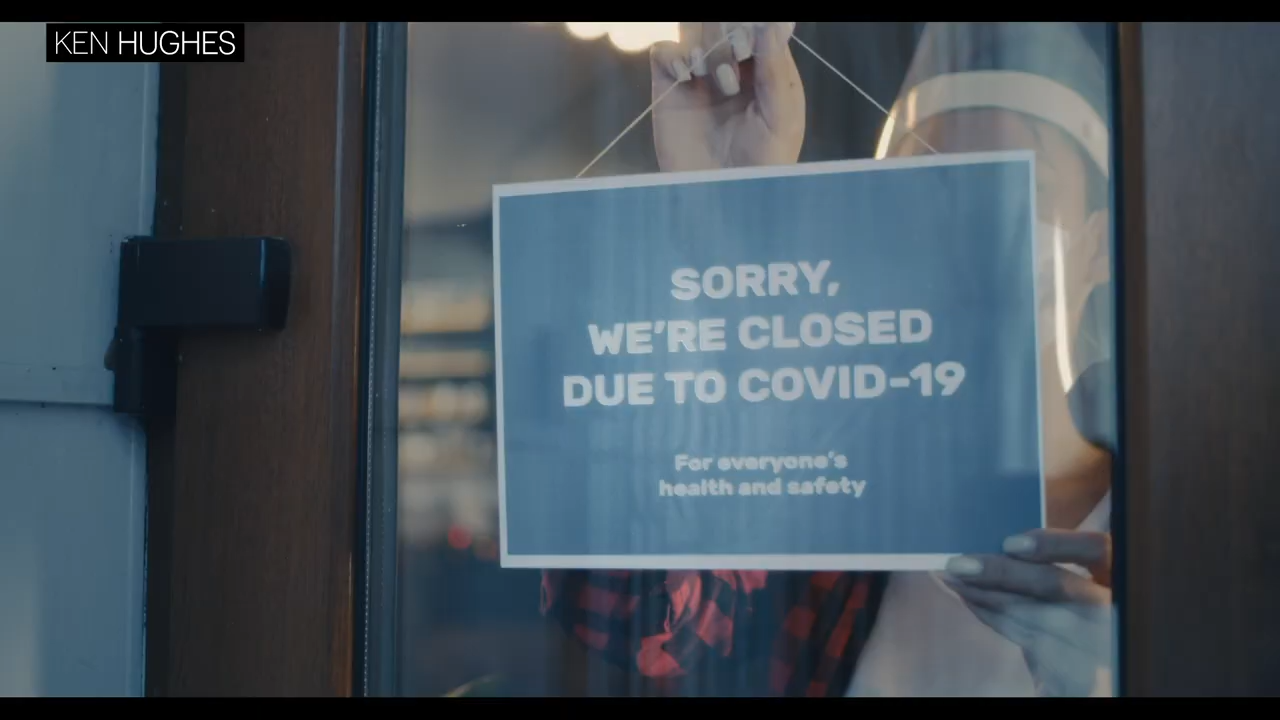 KEN HUGHES
SORRY,
WE'RE CLOSED
DUE TO COVID-19
For everyone's
health and safety